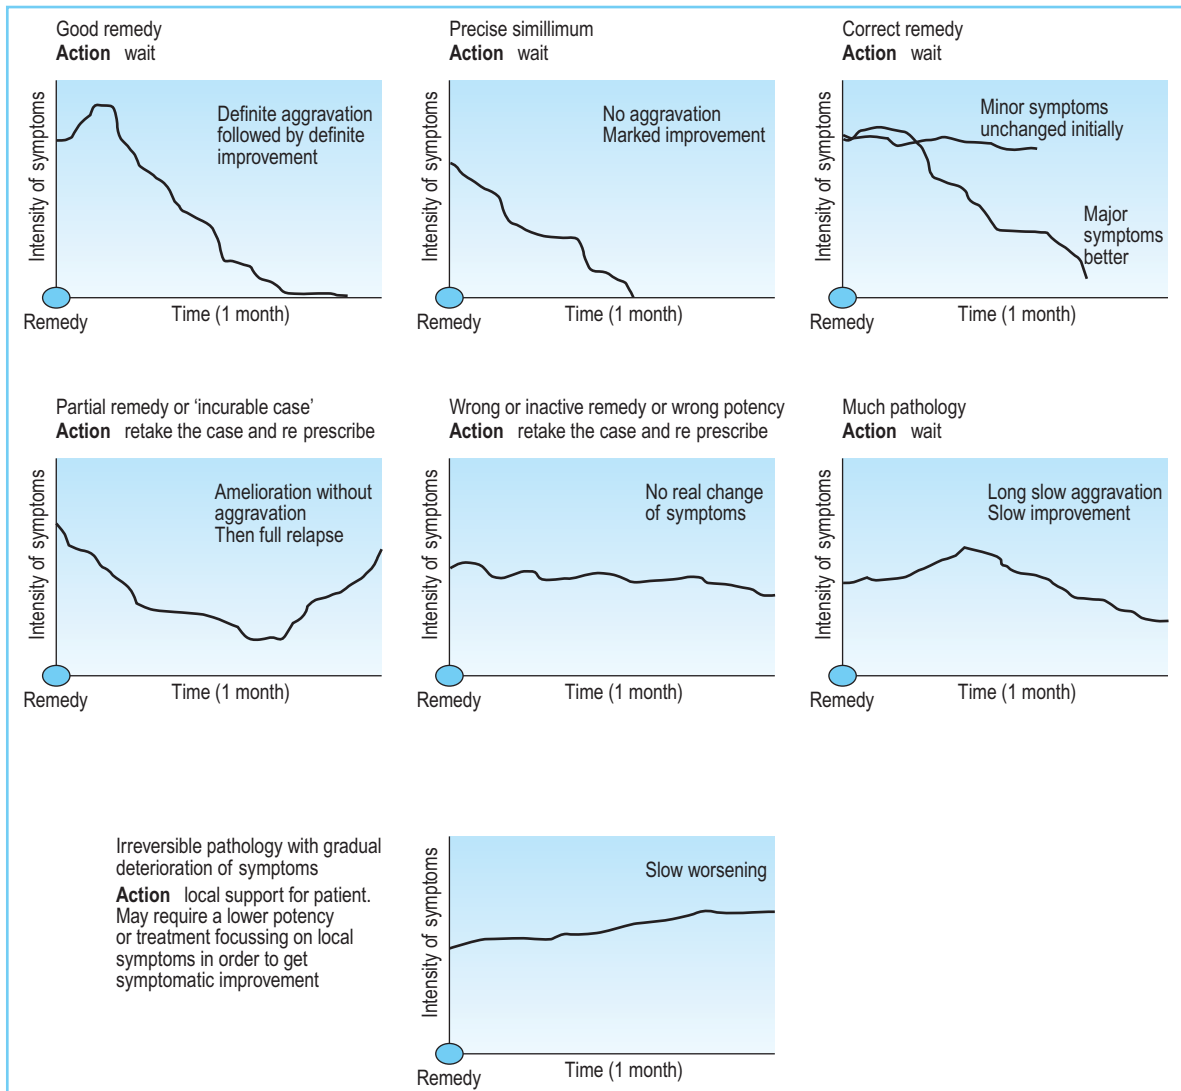 Good remedy
Action wait
Intensity of symptoms
Definite aggravation
followed by definite
improvement
Remedy
Time (1 month)
Precise simillimum
Action wait
Intensity of symptoms
No aggravation
Marked improvement
Remedy
Time (1 month)
Correct remedy
Action wait
Intensity of symptoms
Minor symptoms
unchanged initially
Major
symptoms
better
Remedy
Time (1 month)
Partial remedy or ‘incurable case’
Action retake the case and re prescribe
Intensity of symptoms
Amelioration without
aggravation
Then full relapse
Remedy
Time (1 month)
Wrong or inactive remedy or wrong potency
Action retake the case and re prescribe
Intensity of symptoms
No real change
of symptoms
Remedy
Time (1 month)
Much pathology
Action wait
Intensity of symptoms
Long slow aggravation
Slow improvement
Remedy
Time (1 month)
Irreversible pathology with gradual
deterioration of symptoms
Action local support for patient.
May require a lower potency
or treatment focussing on local
symptoms in order to get
symptomatic improvement
Intensity of symptoms
Slow worsening
Remedy
Time (1 month)